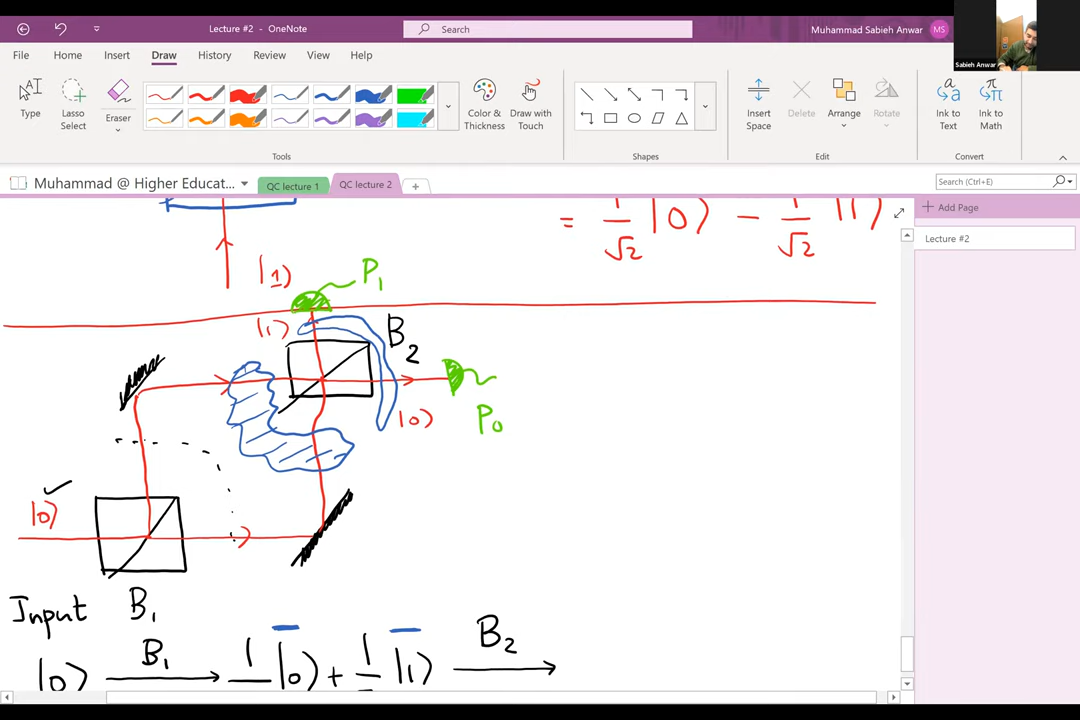 Lecture #2 - OneNote
Search
Muhammad Sabieh Anwar
MS
Sabieh Anwar
File Home Insert Draw History Review View Help
Type
Lasso Select
Eraser
Color & Thickness
Draw with Touch
Insert Space
Delete
Arrange
Rotate
Ink to Text
Ink to Math
Tools
Shapes
Edit
Convert
Muhammad @ Higher Educat...
QC lecture 1
QC lecture 2
Search (Ctrl+E)
Add Page
Lecture #2
= 1/√2 |0⟩ - 1/√2 |1⟩
|1⟩
P₁
|1⟩
B₂
|0⟩
P₀
|0⟩
Input B₁
|0⟩ B₁ → 1 |0⟩ + 1 |1⟩ B₂ →